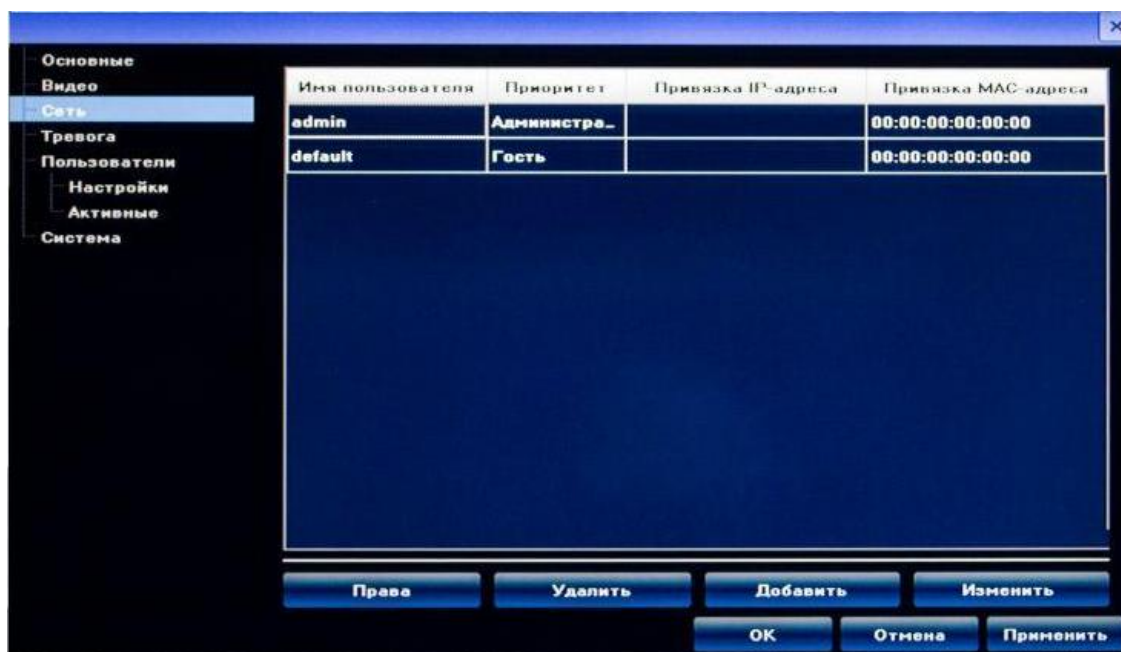 Основные
Видео
Сеть
Тревога
Пользователи
Настройки
Активные
Система
Имя пользователя Приоритет Привязка IP-адреса Привязка MAC-адреса
admin Администра... 00:00:00:00:00:00
default Гость 00:00:00:00:00:00
Права Удалить Добавить Изменить
OK Отмена Применить